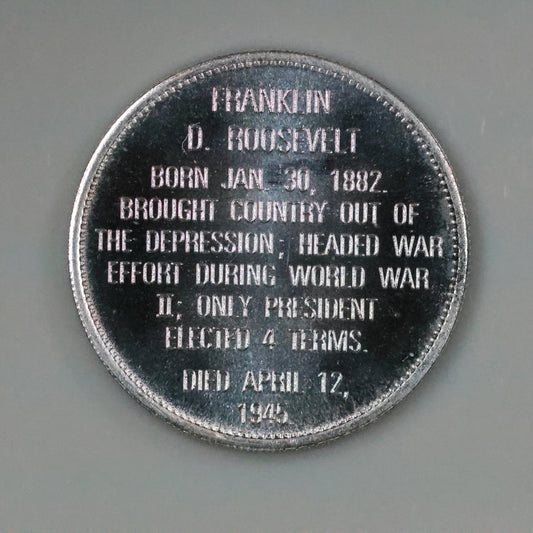 FRANKLIN
D. ROOSEVELT
BORN JAN. 30, 1882.
BROUGHT COUNTRY OUT OF
THE DEPRESSION; HEADED WAR
EFFORT DURING WORLD WAR
II; ONLY PRESIDENT
ELECTED 4 TERMS.
DIED APRIL 12,
1945